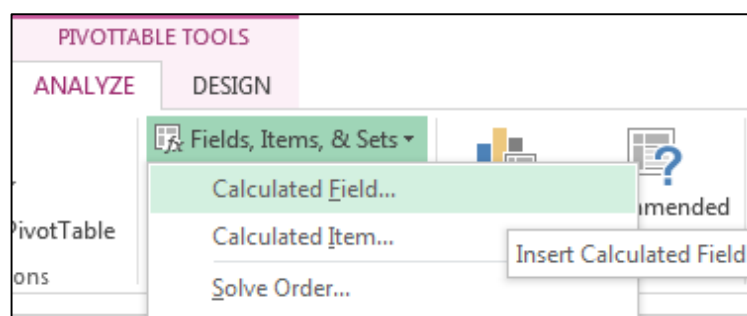 PIVOTTABLE TOOLS
ANALYZE DESIGN
Fields, Items, & Sets
Calculated Field...
Calculated Item...
Solve Order...
PivotTable
Insert Calculated Field